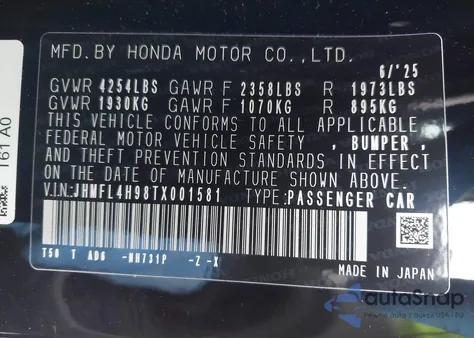 MFD.BY HONDA MOTOR CO.,LTD.
6/'25
GVWR 4254LBS GAWR F 2358LBS R 1973LBS
GVWR 1930KG GAWR F 1070KG R 895KG
THIS VEHICLE CONFORMS TO ALL APPLICABLE
FEDERAL MOTOR VEHICLE SAFETY , BUMPER ,
AND THEFT PREVENTION STANDARDS IN EFFECT
ON THE DATE OF MANUFACTURE SHOWN ABOVE.
V.I.N:JHMFL4H98TX001581 TYPE:PASSENGER CAR
T50 T AD6 -NH731P -Z -X
MADE IN JAPAN
T61 A0
autoSnap